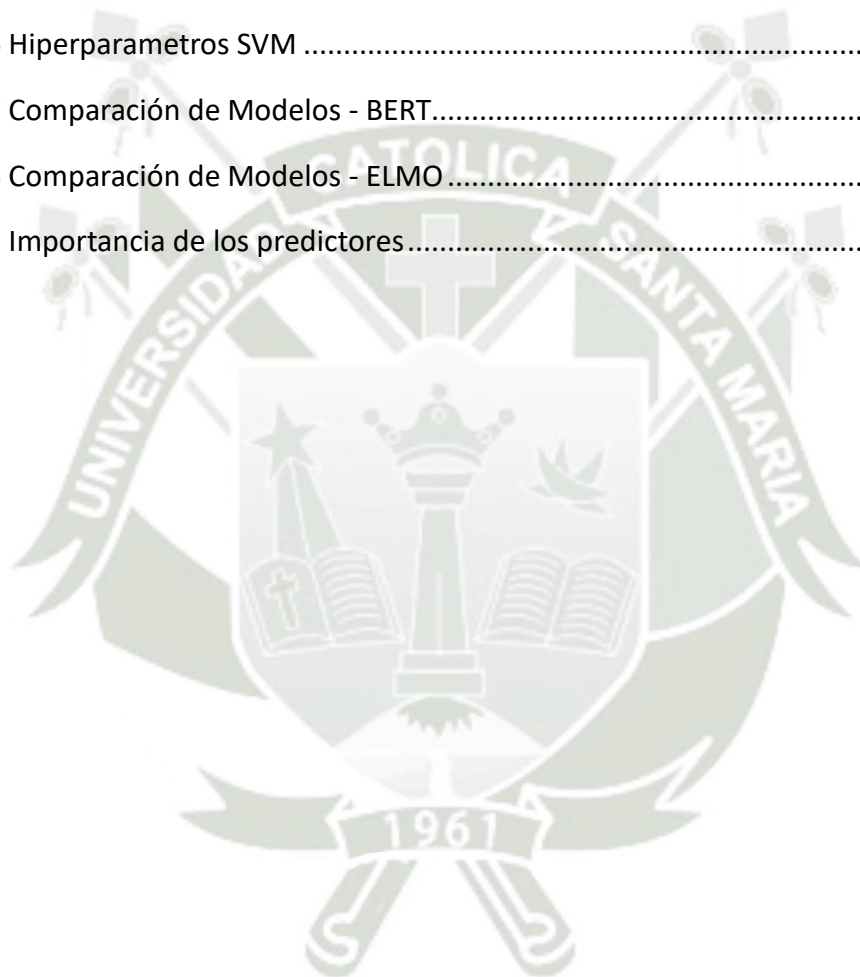 Hiperparametros SVM ....................................................................
Comparación de Modelos - BERT....................................................
Comparación de Modelos - ELMO ...................................................
Importancia de los predictores........................................................
UNIVERSIDAD CATOLICA SANTA MARIA
1961